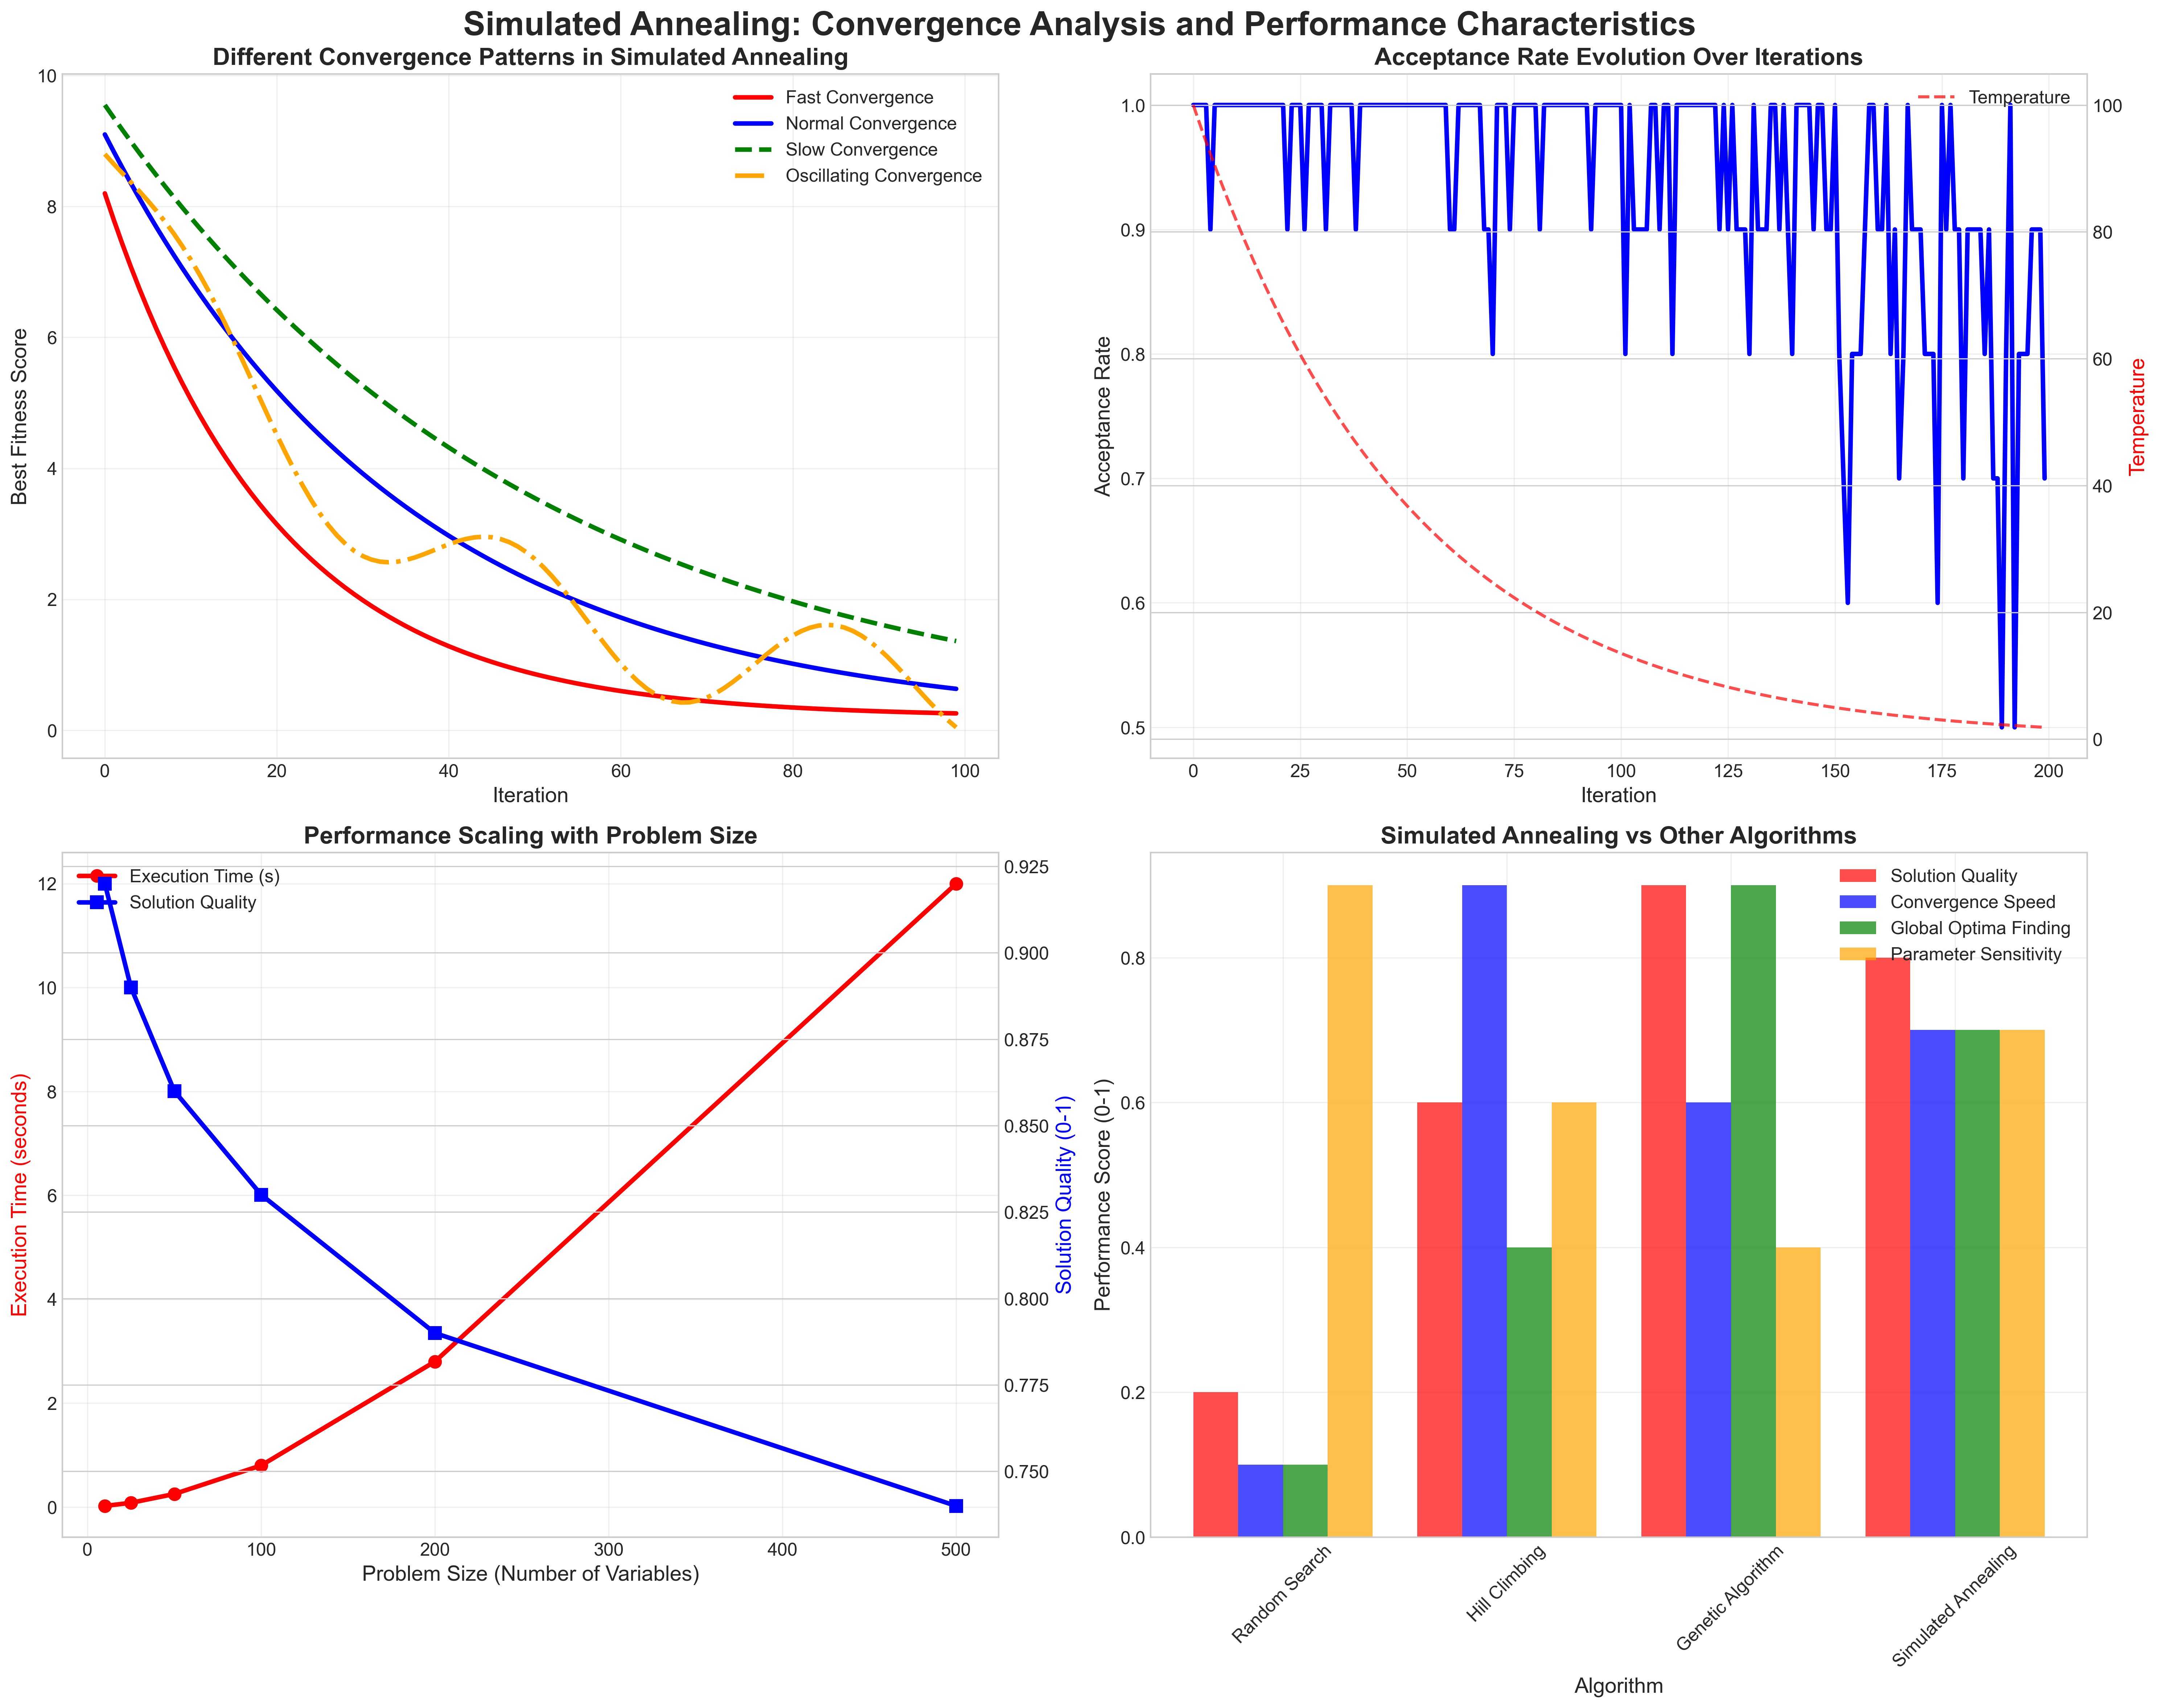 Simulated Annealing: Convergence Analysis and Performance Characteristics
Different Convergence Patterns in Simulated Annealing
10
8
6
4
2
0
Best Fitness Score
Fast Convergence
Normal Convergence
Slow Convergence
Oscillating Convergence
0 20 40 60 80 100
Iteration
Acceptance Rate Evolution Over Iterations
1.0
0.9
0.8
0.7
0.6
0.5
Acceptance Rate
Temperature
100
80
60
40
20
0
Temperature
0 25 50 75 100 125 150 175 200
Iteration
Performance Scaling with Problem Size
12
10
8
6
4
2
0
Execution Time (seconds)
Execution Time (s)
Solution Quality
0.925
0.900
0.875
0.850
0.825
0.800
0.775
0.750
Solution Quality (0-1)
0 100 200 300 400 500
Problem Size (Number of Variables)
Simulated Annealing vs Other Algorithms
0.8
0.6
0.4
0.2
0.0
Performance Score (0-1)
Solution Quality
Convergence Speed
Global Optima Finding
Parameter Sensitivity
Random Search
Hill Climbing
Genetic Algorithm
Simulated Annealing
Algorithm